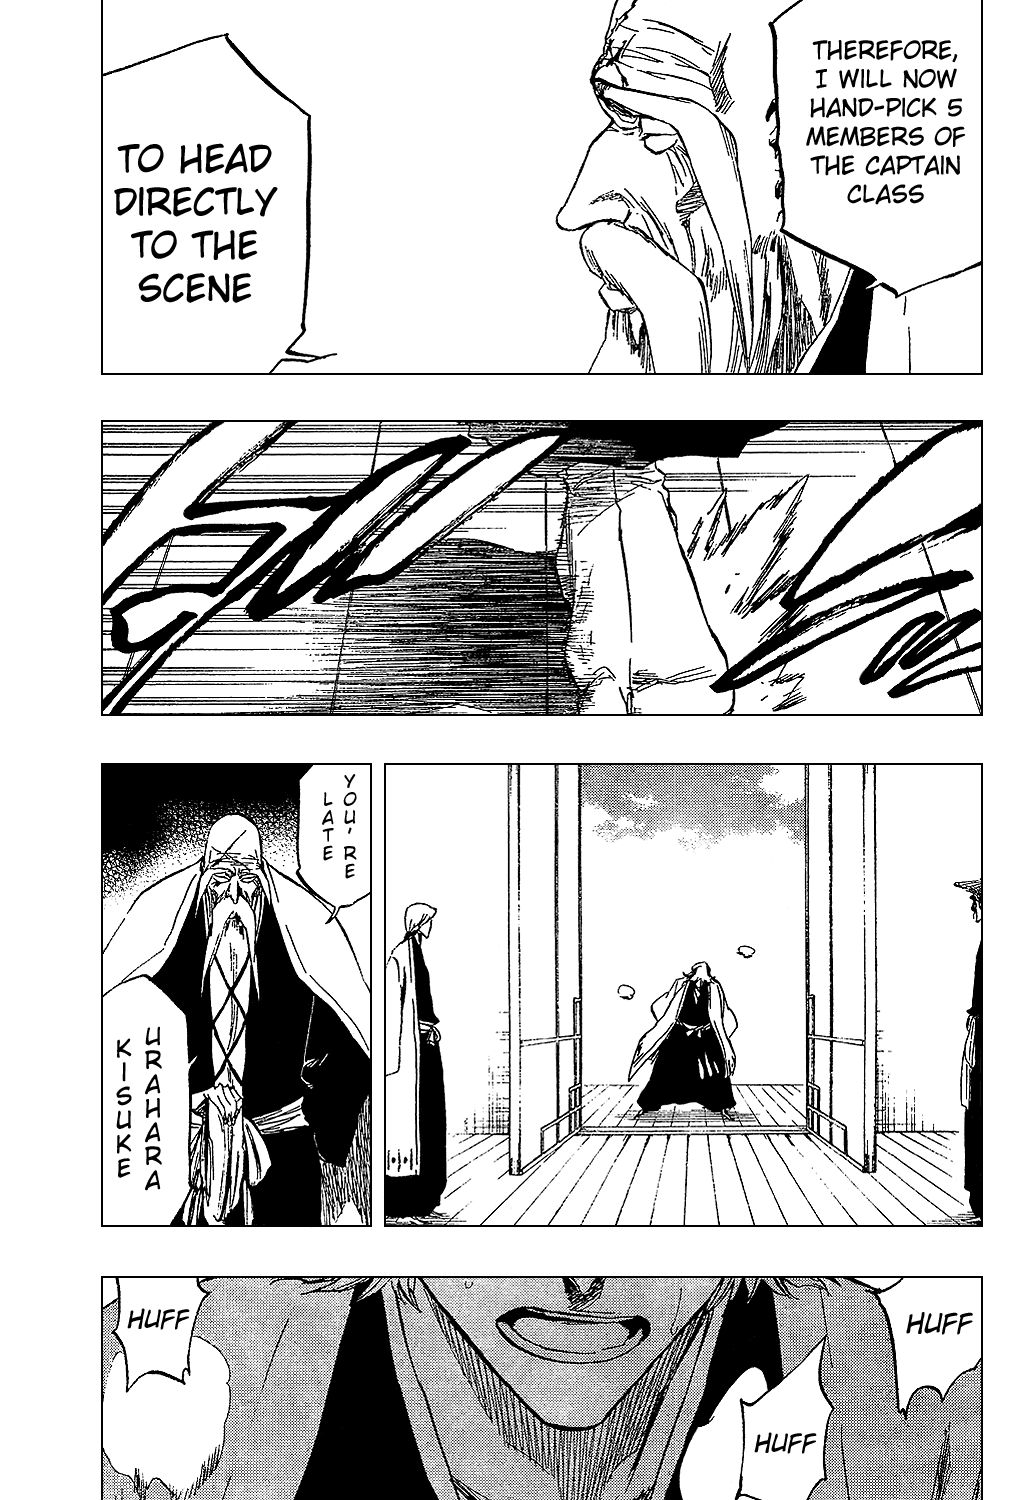 THEREFORE,
I WILL NOW
HAND-PICK 5
MEMBERS OF
THE CAPTAIN
CLASS
TO HEAD
DIRECTLY
TO THE
SCENE
YOU'RE
LATE
URAHARA
KISUKE
HUFF
HUFF
HUFF